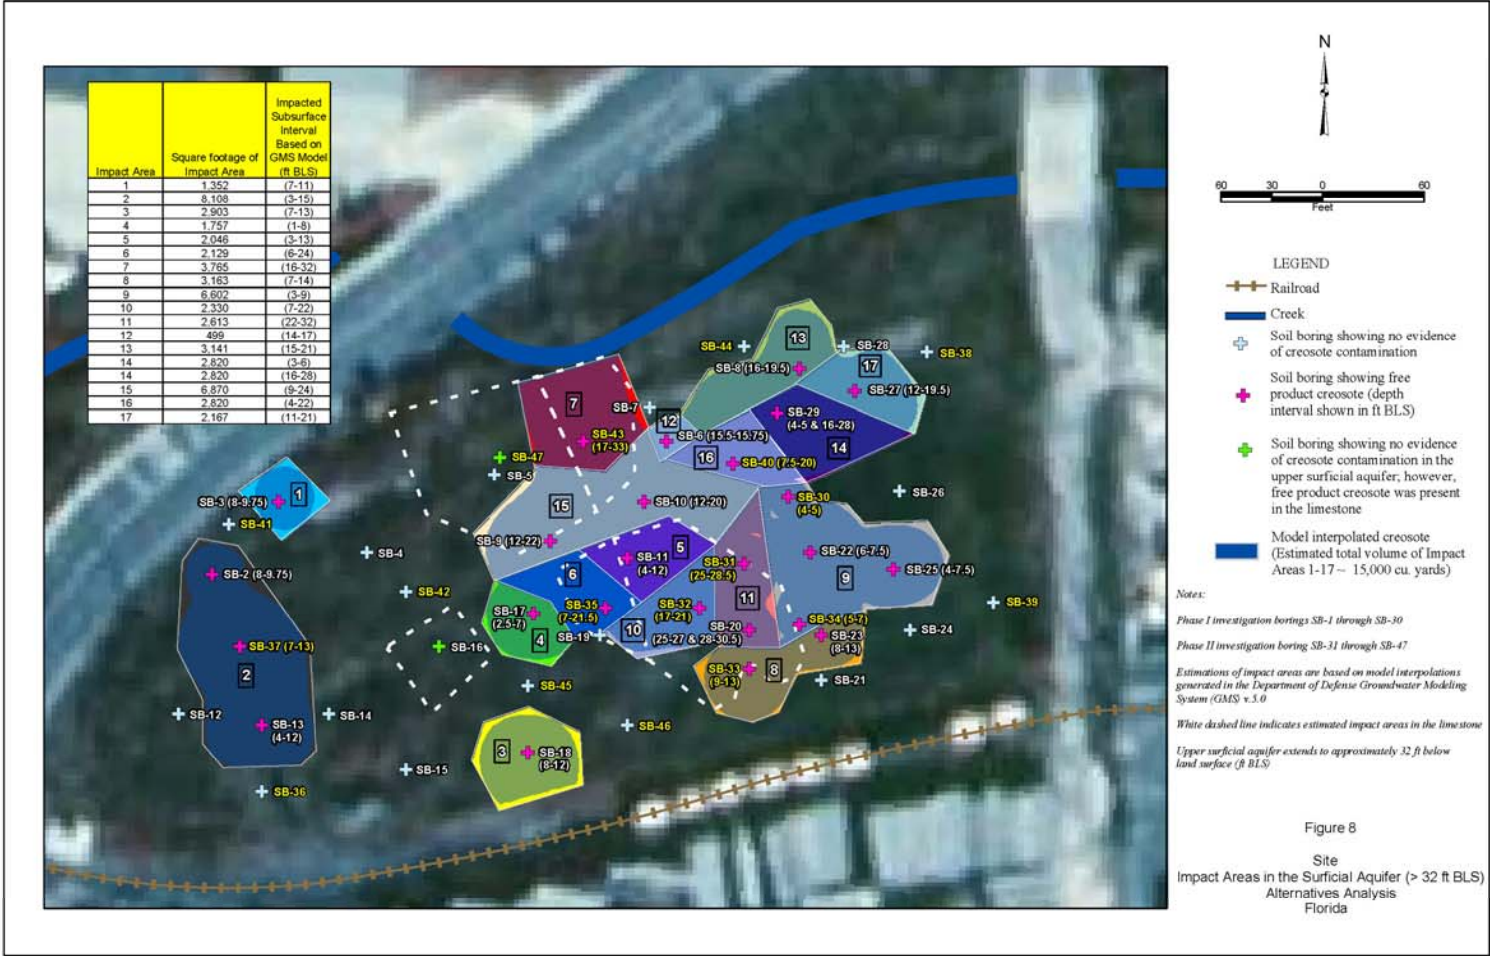 Impact Area
Square footage of
Impact Area
Impacted
Subsurface
Interval
Based on
GMS Model
(ft BLS)
1 1.352 (7-11)
2 8.108 (3-15)
3 2.903 (7-13)
4 1.757 (1-8)
5 2.046 (3-13)
6 2.129 (6-24)
7 3.765 (16-32)
8 3.163 (7-14)
9 6.602 (3-9)
10 2.330 (7-22)
11 2.613 (22-32)
12 499 (14-17)
13 3.141 (15-21)
14 2.820 (3-6)
14 2.820 (16-28)
15 6.870 (9-24)
16 2.820 (4-22)
17 2.167 (11-21)
13
SB-44
SB-28
SB-38
SB-8 (16-19.5)
17
SB-27 (12-19.5)
7
SB-7
12
SB-29
(4-5 & 16-28)
SB-43
(17-33)
SB-6 (15.5-15.75)
14
SB-47
16
SB-40 (7.5-20)
SB-5
1
SB-3 (8-9.75)
SB-41
15
SB-10 (12-20)
SB-30
(4-5)
SB-26
SB-9 (12-22)
SB-4
5
SB-11
(4-12)
SB-22 (6-7.5)
SB-31
(25-28.5)
SB-25 (4-7.5)
SB-2 (8-9.75)
6
9
SB-42
11
SB-39
SB-17
(2.5-7)
SB-35
(7-21.5)
SB-32
(17-21)
SB-34 (5-7)
SB-19
10
SB-20
(25-27 & 28-30.5)
SB-23
(8-13)
SB-24
4
SB-16
SB-37 (7-13)
2
SB-33
(9-13)
8
SB-21
SB-45
SB-12
SB-13
(4-12)
SB-14
SB-46
3
SB-18
(8-12)
SB-15
SB-36
N
60 30 0 60
Feet
LEGEND
Railroad
Creek
Soil boring showing no evidence
of creosote contamination
Soil boring showing free
product creosote (depth
interval shown in ft BLS)
Soil boring showing no evidence
of creosote contamination in the
upper surficial aquifer; however,
free product creosote was present
in the limestone
Model interpolated creosote
(Estimated total volume of Impact
Areas 1-17 ~ 15,000 cu. yards)
Notes:
Phase I investigation borings SB-1 through SB-30
Phase II investigation boring SB-31 through SB-47
Estimations of impact areas are based on model interpolations
generated in the Department of Defense Groundwater Modeling
System (GMS) v.5.0
White dashed line indicates estimated impact areas in the limestone
Upper surficial aquifer extends to approximately 32 ft below
land surface (ft BLS)
Figure 8
Site
Impact Areas in the Surficial Aquifer (> 32 ft BLS)
Alternatives Analysis
Florida